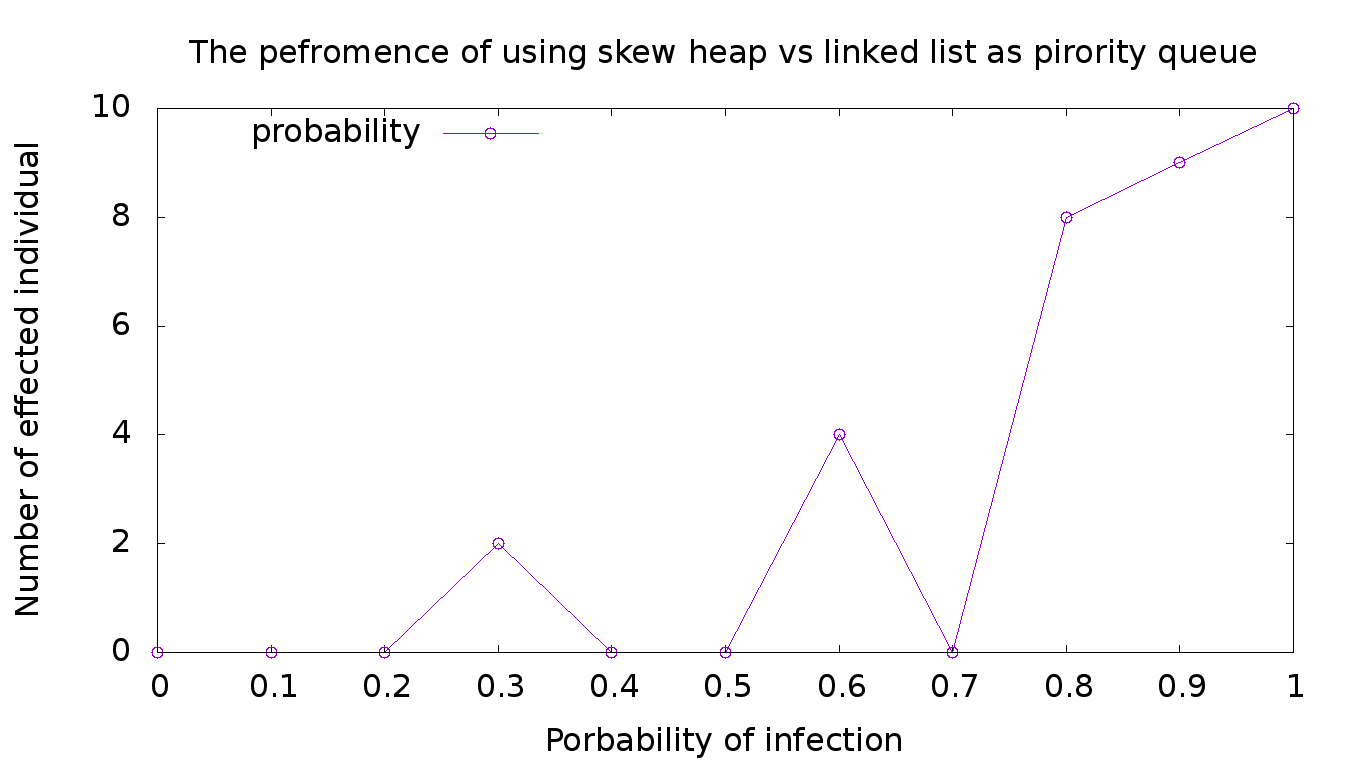 The pefromence of using skew heap vs linked list as pirority queue
10
probability
8
6
4
2
0
Number of effected individual
0 0.1 0.2 0.3 0.4 0.5 0.6 0.7 0.8 0.9 1
Porbability of infection